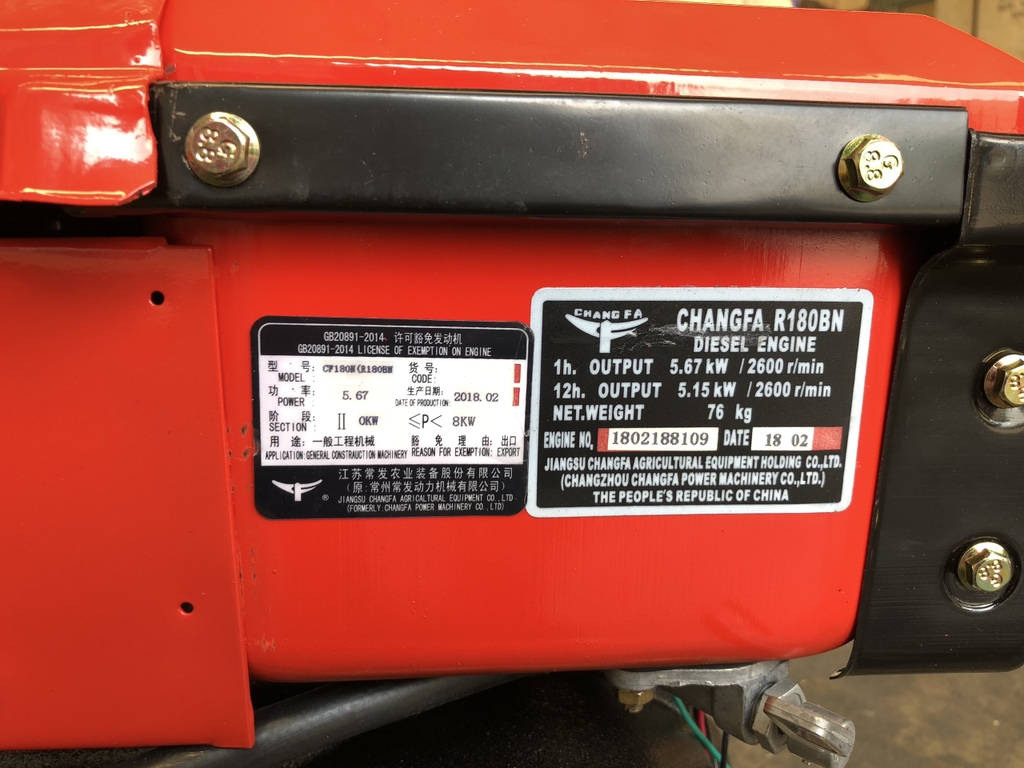 G
8.8
G
8.8
GB20891-2014 许可豁免发动机
GB20891-2014 LICENSE OF EXEMPTION ON ENGINE
型 号: CF180N(R180BN 货 号:
MODEL: CODE:
功 率: 5.67 生产日期: 2018.02
POWER DATE OF PRODUCTION:
阶 段: II 0KW ≤P< 8KW
SECTION :
用 途: 一般工程机械 豁 免 理 由: 出口
APPLICATION: GENERAL CONSTRAUCTION MACHINERY REASON FOR EXEMPTION: EXPORT
江苏常发农业装备股份有限公司
(原:常州常发动力机械有限公司)
®
JIANGSU CHANGFA AGRICALTURAL EQUIPMENT CO.,LTD
(FORMERLY:CHANGFA POWER MACHINERY CO.,LTD)
CHANG FA
CHANGFA R180BN
DIESEL ENGINE
1h. OUTPUT 5.67 kW / 2600 r/min
12h. OUTPUT 5.15 kW / 2600 r/min
NET.WEIGHT 76 kg
ENGINE NO, 1802188109 DATE 18 02
JIANGSU CHANGFA AGRICULTURAL EQUIPMENT HOLDING CO.,LTD.
(CHANGZHOU CHANGFA POWER MACHINERY CO.,LTD.)
THE PEOPLE'S REPUBLIC OF CHINA